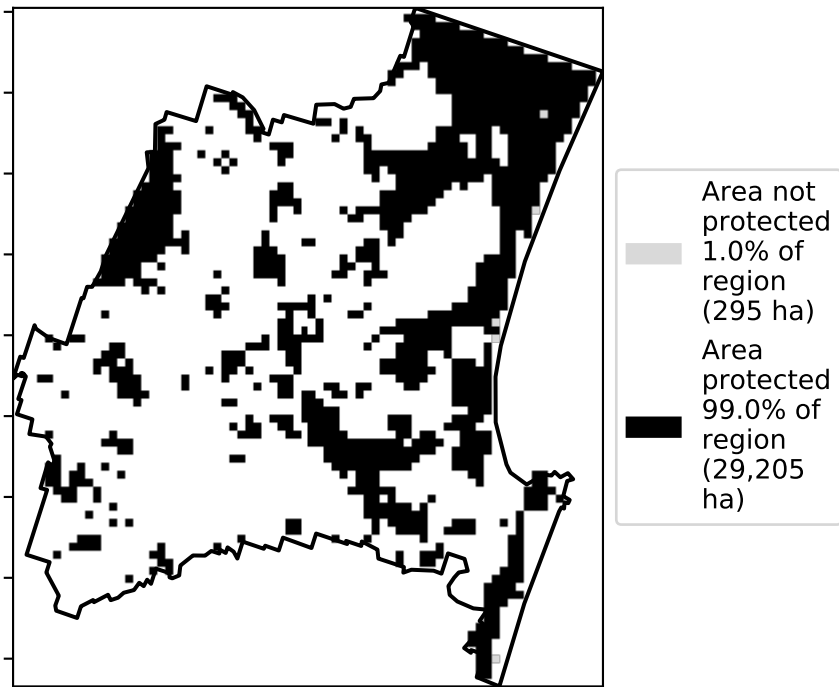 Area not
protected
1.0% of
region
(295 ha)
Area
protected
99.0% of
region
(29,205
ha)